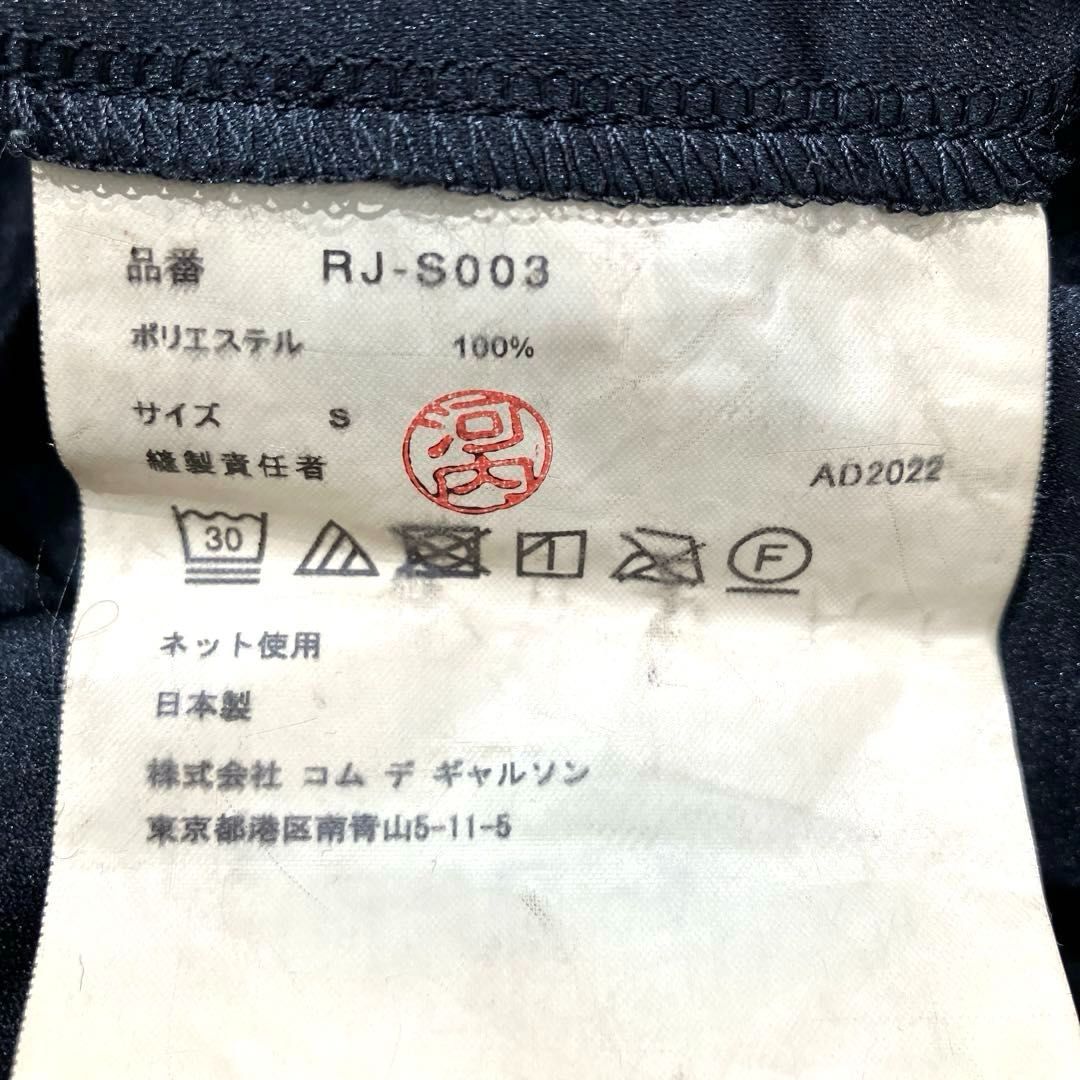 品番 RJ-S003
ポリエステル 100%
サイズ S
河内
縫製責任者 AD2022
30 F
ネット使用
日本製
株式会社 コム デ ギャルソン
東京都港区南青山5-11-5